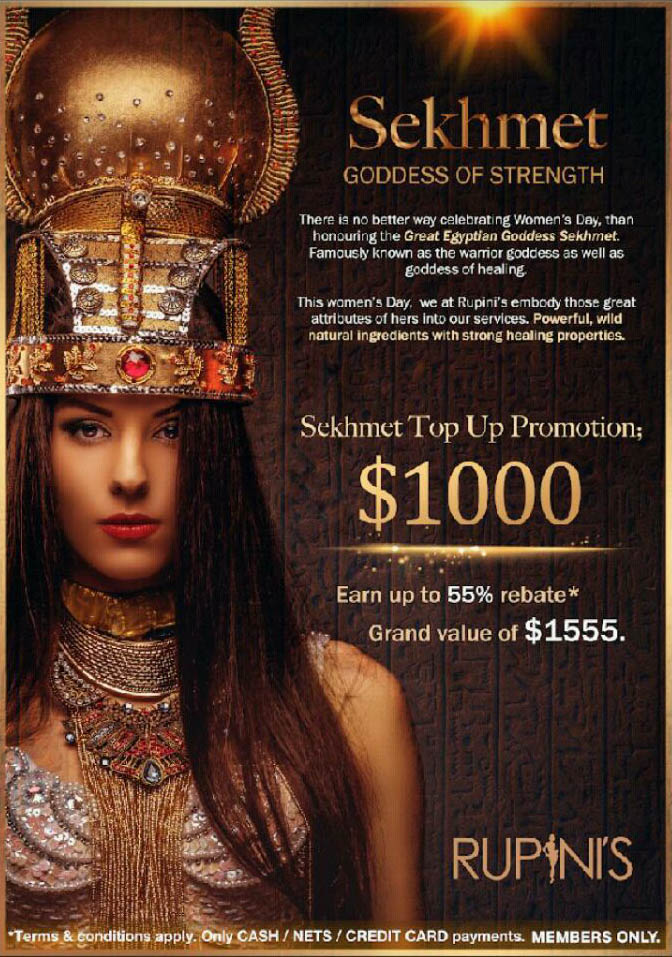 Sekhmet
GODDESS OF STRENGTH
There is no better way celebrating Women's Day, than
honouring the Great Egyptian Goddess Sekhmet.
Famously known as the warrior goddess as well as
goddess of healing.
This women's Day, we at Rupini's embody those great
attributes of hers into our services. Powerful, wild
natural ingredients with strong healing properties.
Sekhmet Top Up Promotion;
$1000
Earn up to 55% rebate*
Grand value of $1555.
RUPINI'S
*Terms & conditions apply. Only CASH / NETS / CREDIT CARD payments. MEMBERS ONLY.